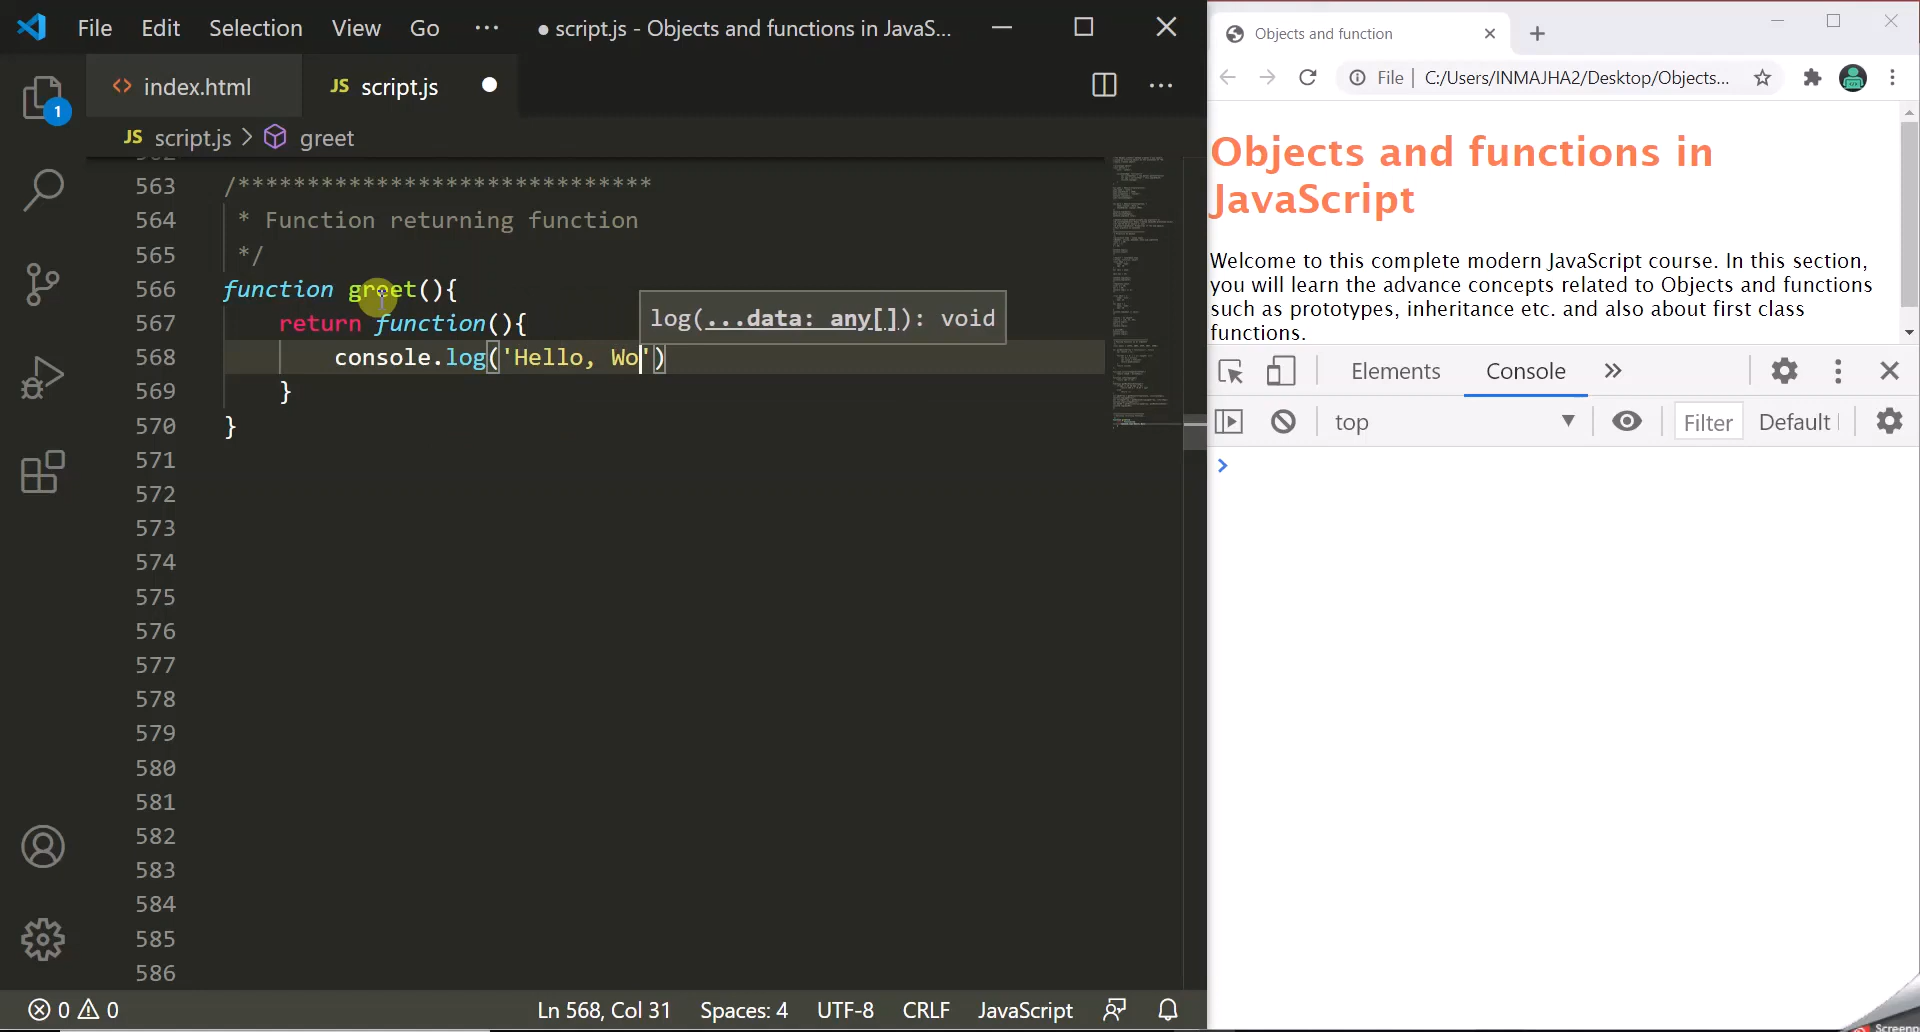 File Edit Selection View Go ··· ● script.js - Objects and functions in JavaS...
index.html JS script.js
JS script.js > greet
563 /******************************
564 * Function returning function
565 */
566 function greet(){
567 return function(){
568 console.log('Hello, Wo')
log(...data: any[]): void
569 }
570 }
571
572
573
574
575
576
577
578
579
580
581
582
583
584
585
586
1
0 0 Ln 568, Col 31 Spaces: 4 UTF-8 CRLF JavaScript
Objects and function
File | C:/Users/INMAJHA2/Desktop/Objects...
Objects and functions in
JavaScript
Welcome to this complete modern JavaScript course. In this section,
you will learn the advance concepts related to Objects and functions
such as prototypes, inheritance etc. and also about first class
functions.
Elements Console »
top Filter Default
>